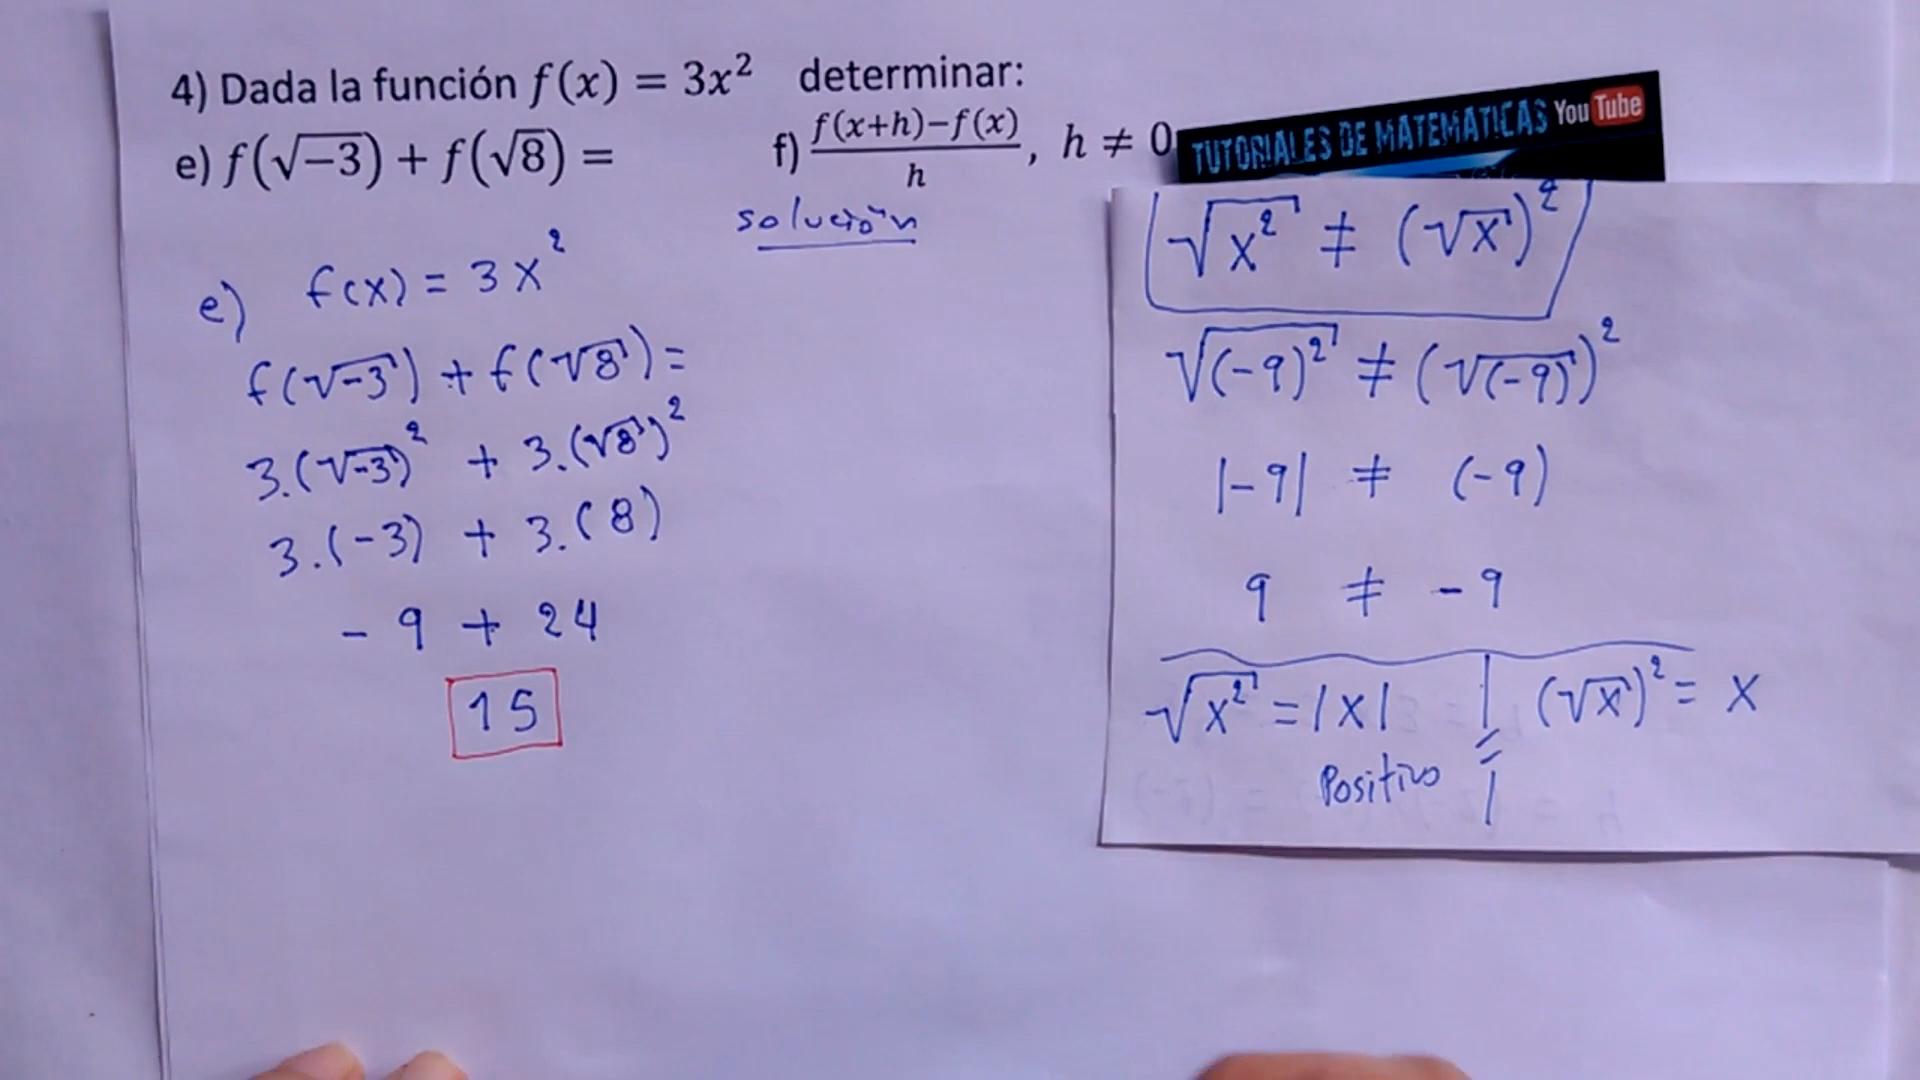 4) Dada la función f(x) = 3x² determinar:
e) f(√−3) + f(√8) = f) (f(x+h)−f(x))/h , h ≠ 0
TUTORIALES DE MATEMATICAS YouTube
solución
e) f(x) = 3x²
f(√-3) + f(√8) =
3.(√-3)² + 3.(√8)²
3.(-3) + 3.(8)
- 9 + 24
15
√x² ≠ (√x)²
√(-9)² ≠ (√(-9))²
|-9| ≠ (-9)
9 ≠ -9
√x² = |x| | (√x)² = x
Positivo